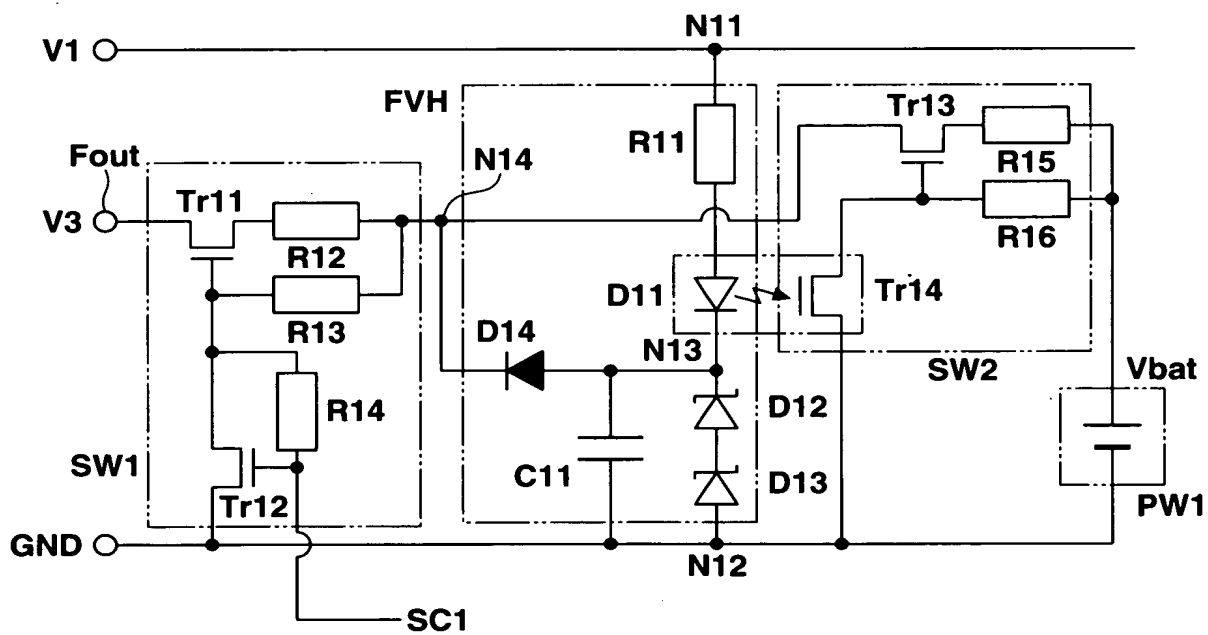 N11
V1
FVH
Tr13
R11
R15
Fout
N14
Tr11
V3
R12
R16
D11
Tr14
R13
D14
N13
SW2
Vbat
R14
D12
SW1
C11
D13
Tr12
PW1
GND
N12
SC1